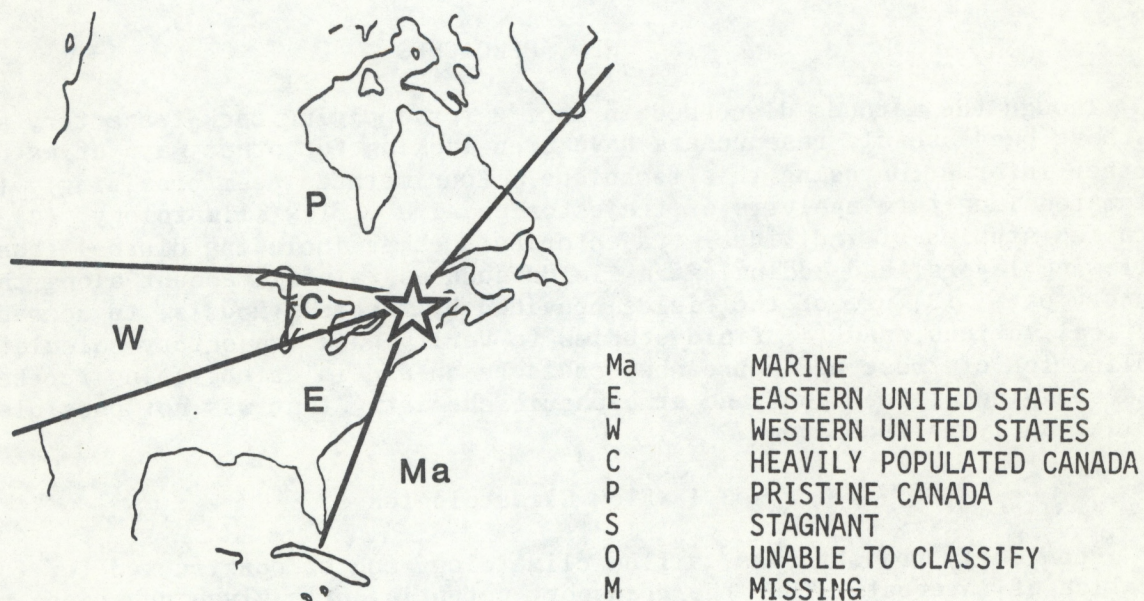 P
C
W
E
Ma
Ma MARINE
E EASTERN UNITED STATES
W WESTERN UNITED STATES
C HEAVILY POPULATED CANADA
P PRISTINE CANADA
S STAGNANT
O UNABLE TO CLASSIFY
M MISSING